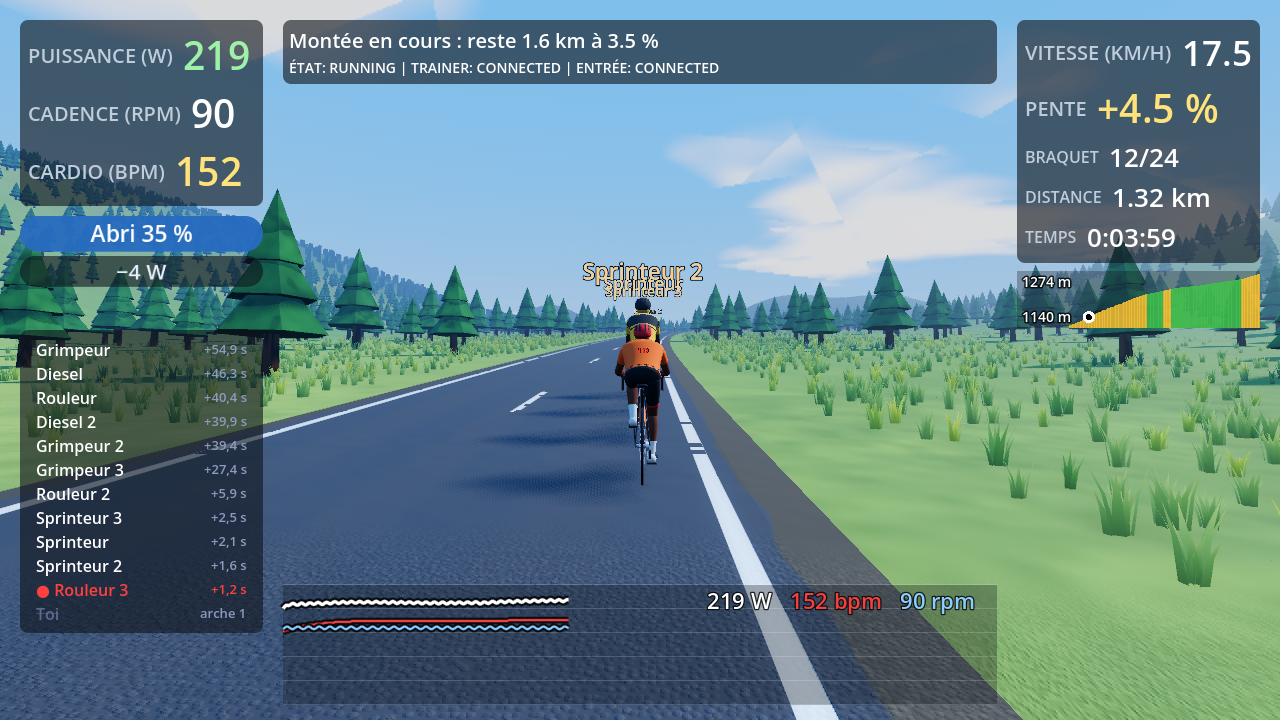 PUISSANCE (W) 219
CADENCE (RPM) 90
CARDIO (BPM) 152
Abri 35 %
−4 W
Montée en cours : reste 1.6 km à 3.5 %
ÉTAT: RUNNING | TRAINER: CONNECTED | ENTRÉE: CONNECTED
VITESSE (KM/H) 17.5
PENTE +4.5 %
BRAQUET 12/24
DISTANCE 1.32 km
TEMPS 0:03:59
1274 m
1140 m
Sprinteur 2
Sprinteur
Sprinteur 3
Grimpeur +54,9 s
Diesel +46,3 s
Rouleur +40,4 s
Diesel 2 +39,9 s
Grimpeur 2 +39,4 s
Grimpeur 3 +27,4 s
Rouleur 2 +5,9 s
Sprinteur 3 +2,5 s
Sprinteur +2,1 s
Sprinteur 2 +1,6 s
Rouleur 3 +1,2 s
Toi arche 1
219 W 152 bpm 90 rpm